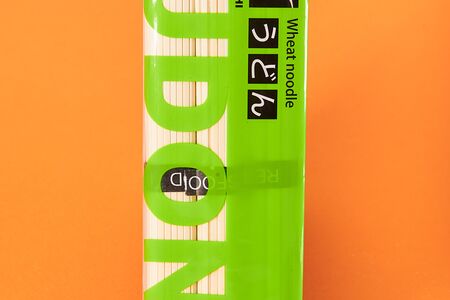 UDON
Wheat noodle
うどん